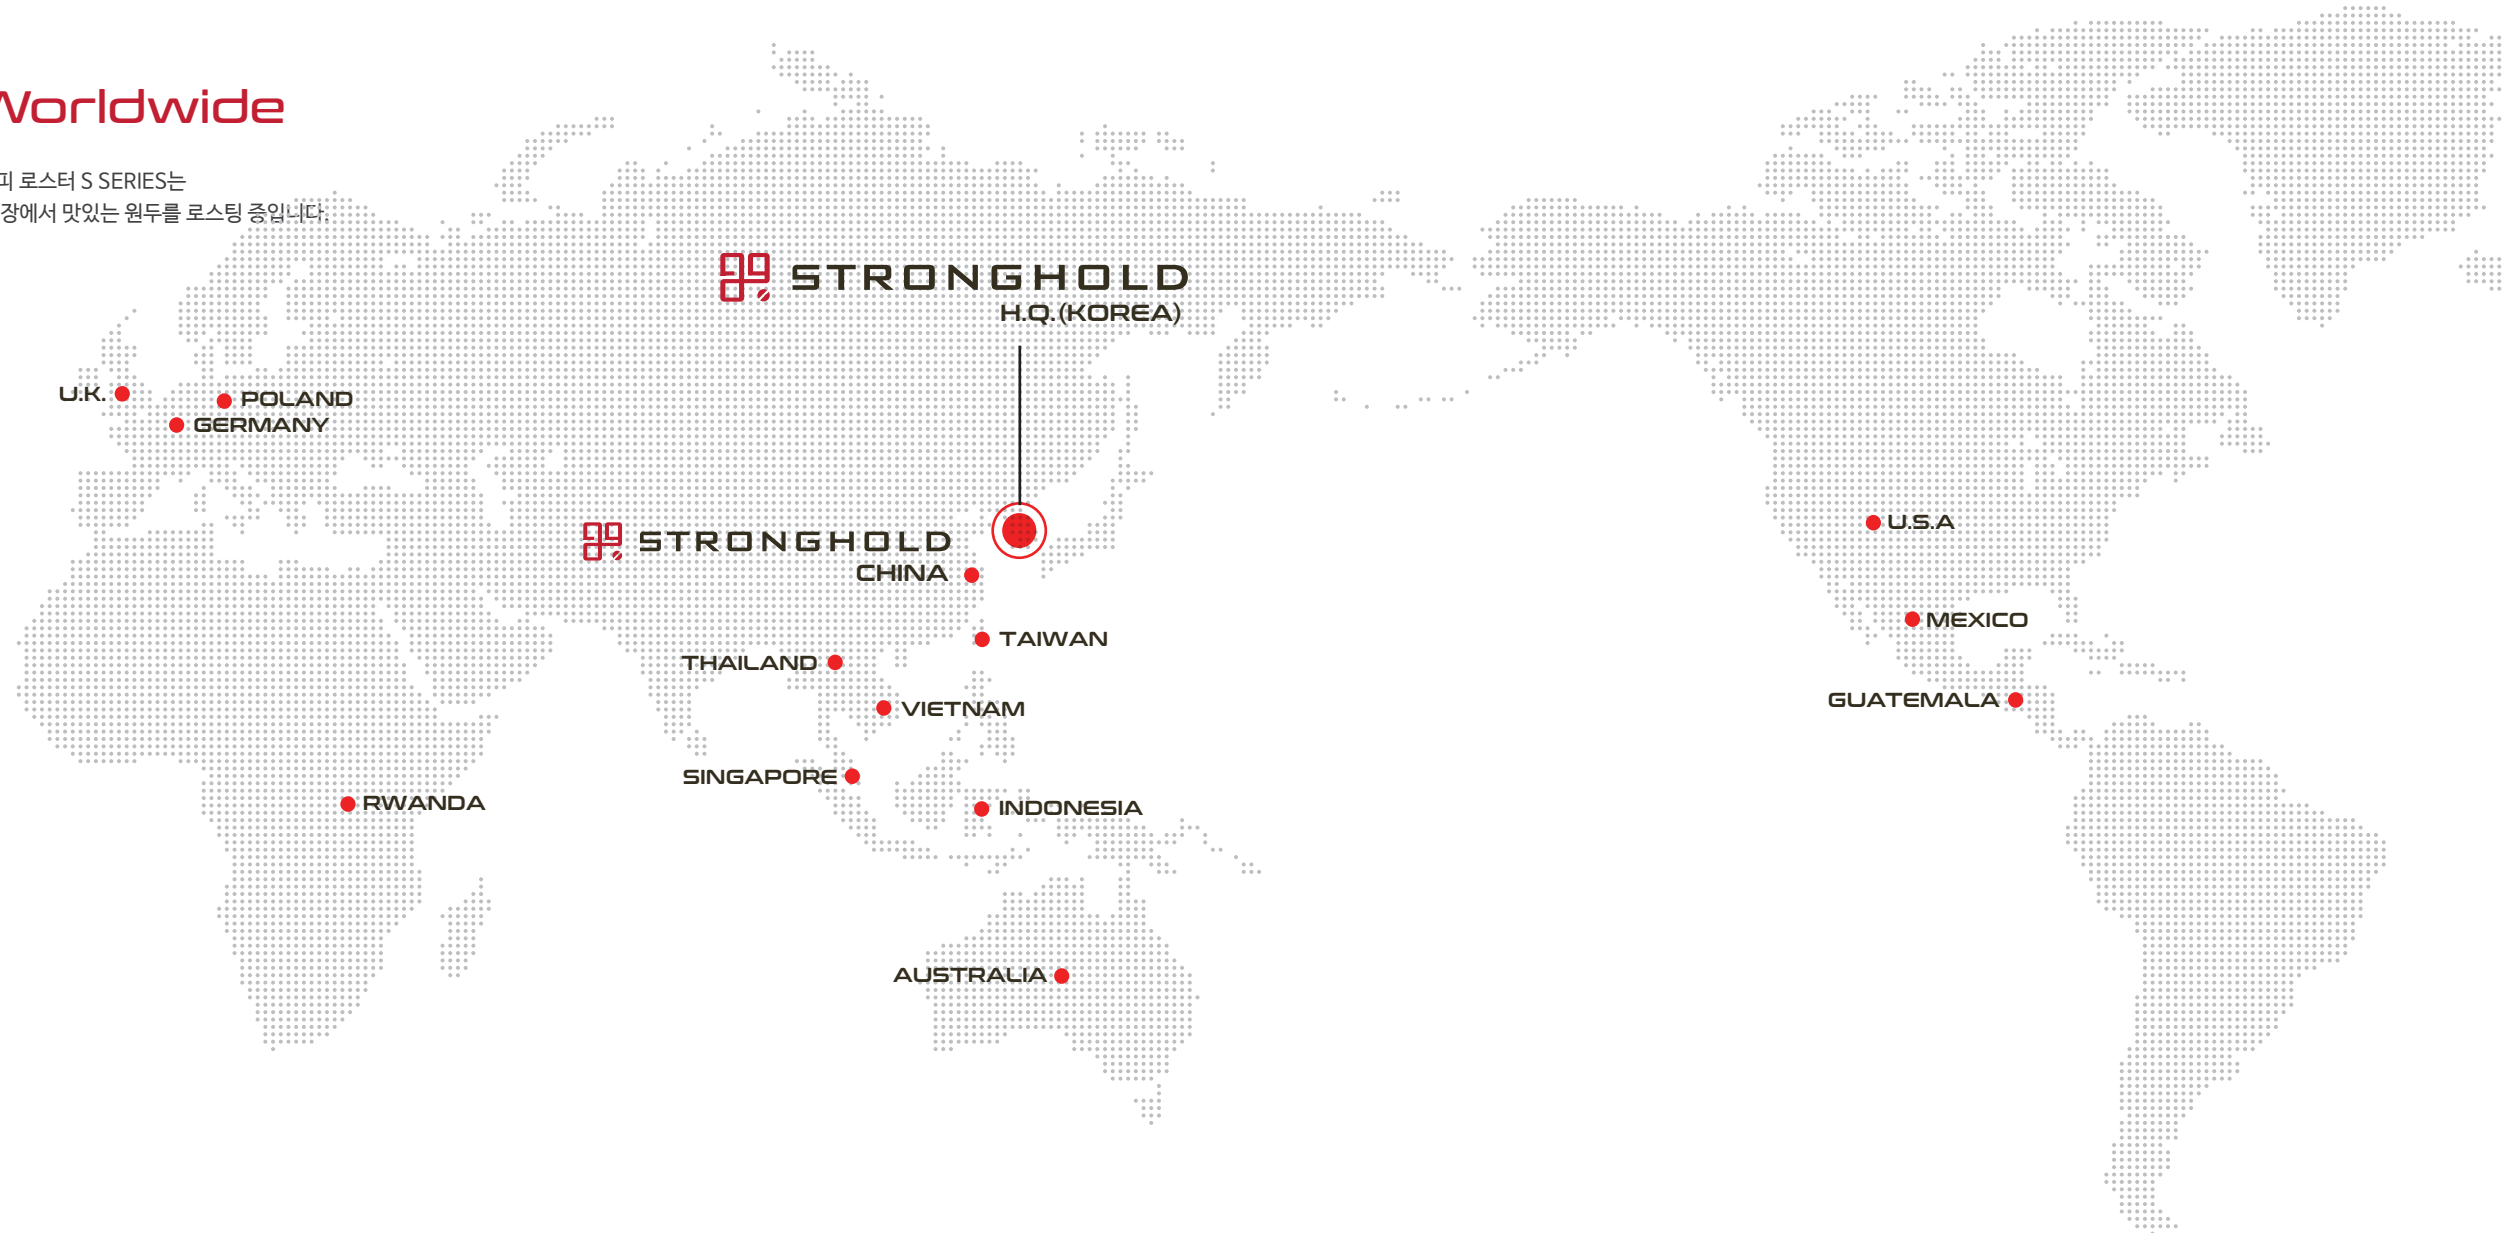 Worldwide
피 로스터 S SERIES는
장에서 맛있는 원두를 로스팅 중입니다.
STRONGHOLD
H.Q.(KOREA)
U.K.
POLAND
GERMANY
STRONGHOLD
CHINA
U.S.A
MEXICO
TAIWAN
THAILAND
GUATEMALA
VIETNAM
SINGAPORE
RWANDA
INDONESIA
AUSTRALIA